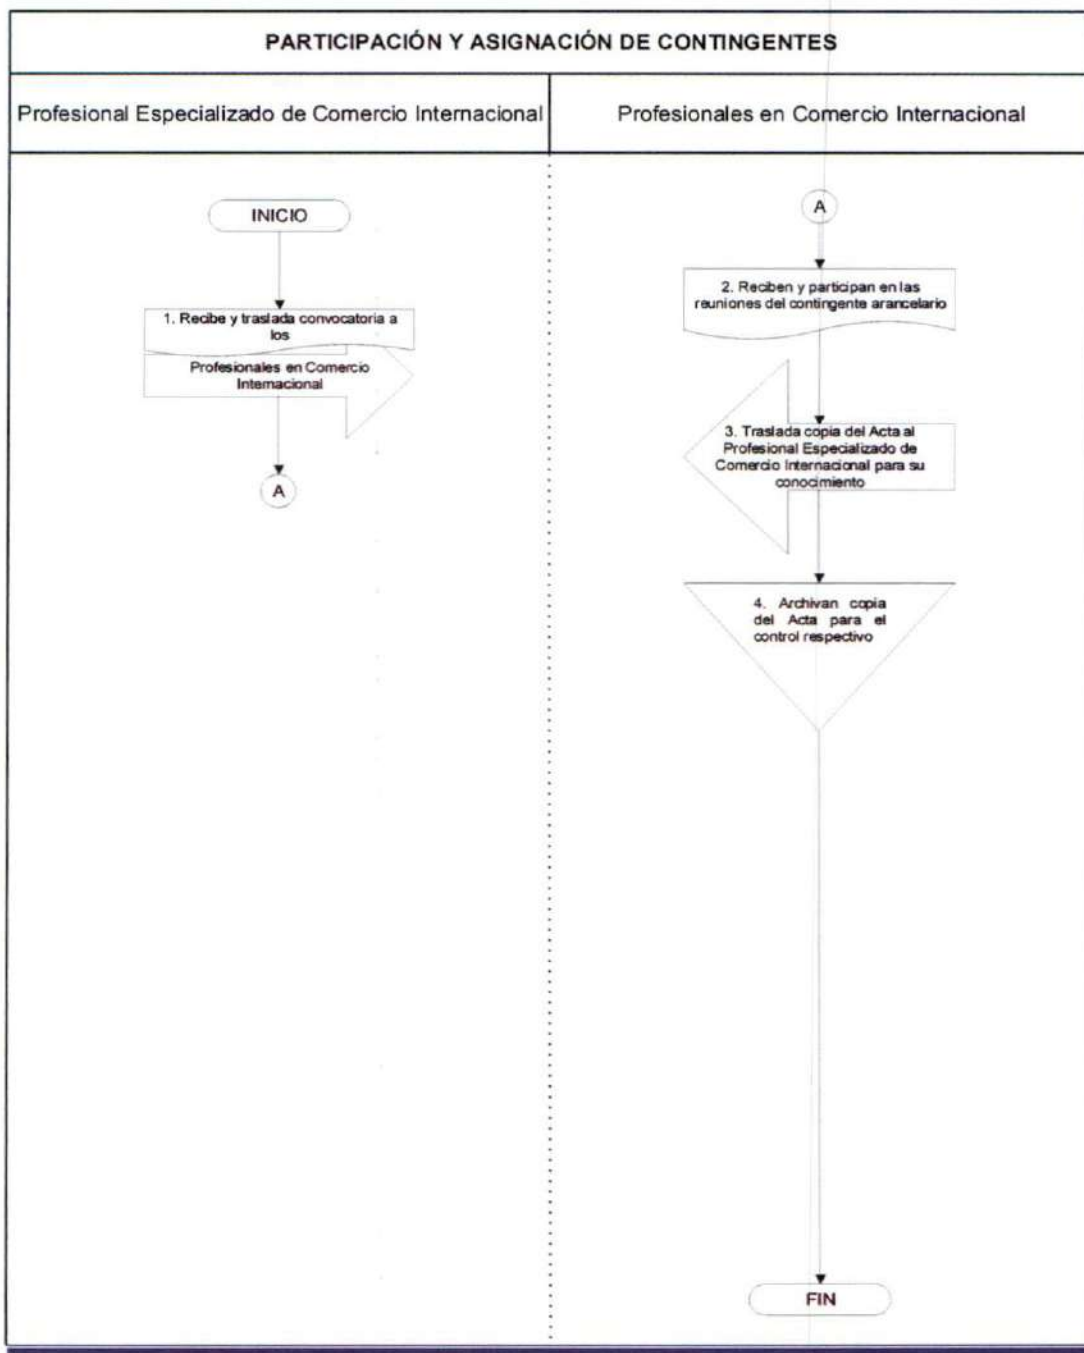 PARTICIPACIÓN Y ASIGNACIÓN DE CONTINGENTES
Profesional Especializado de Comercio Internacional
Profesionales en Comercio Internacional
INICIO
1. Recibe y traslada convocatoria a
los
Profesionales en Comercio
Internacional
A
A
2. Reciben y participan en las
reuniones del contingente arancelario
3. Traslada copia del Acta al
Profesional Especializado de
Comercio Internacional para su
conocimiento
4. Archivan copia
del Acta para el
control respectivo
FIN